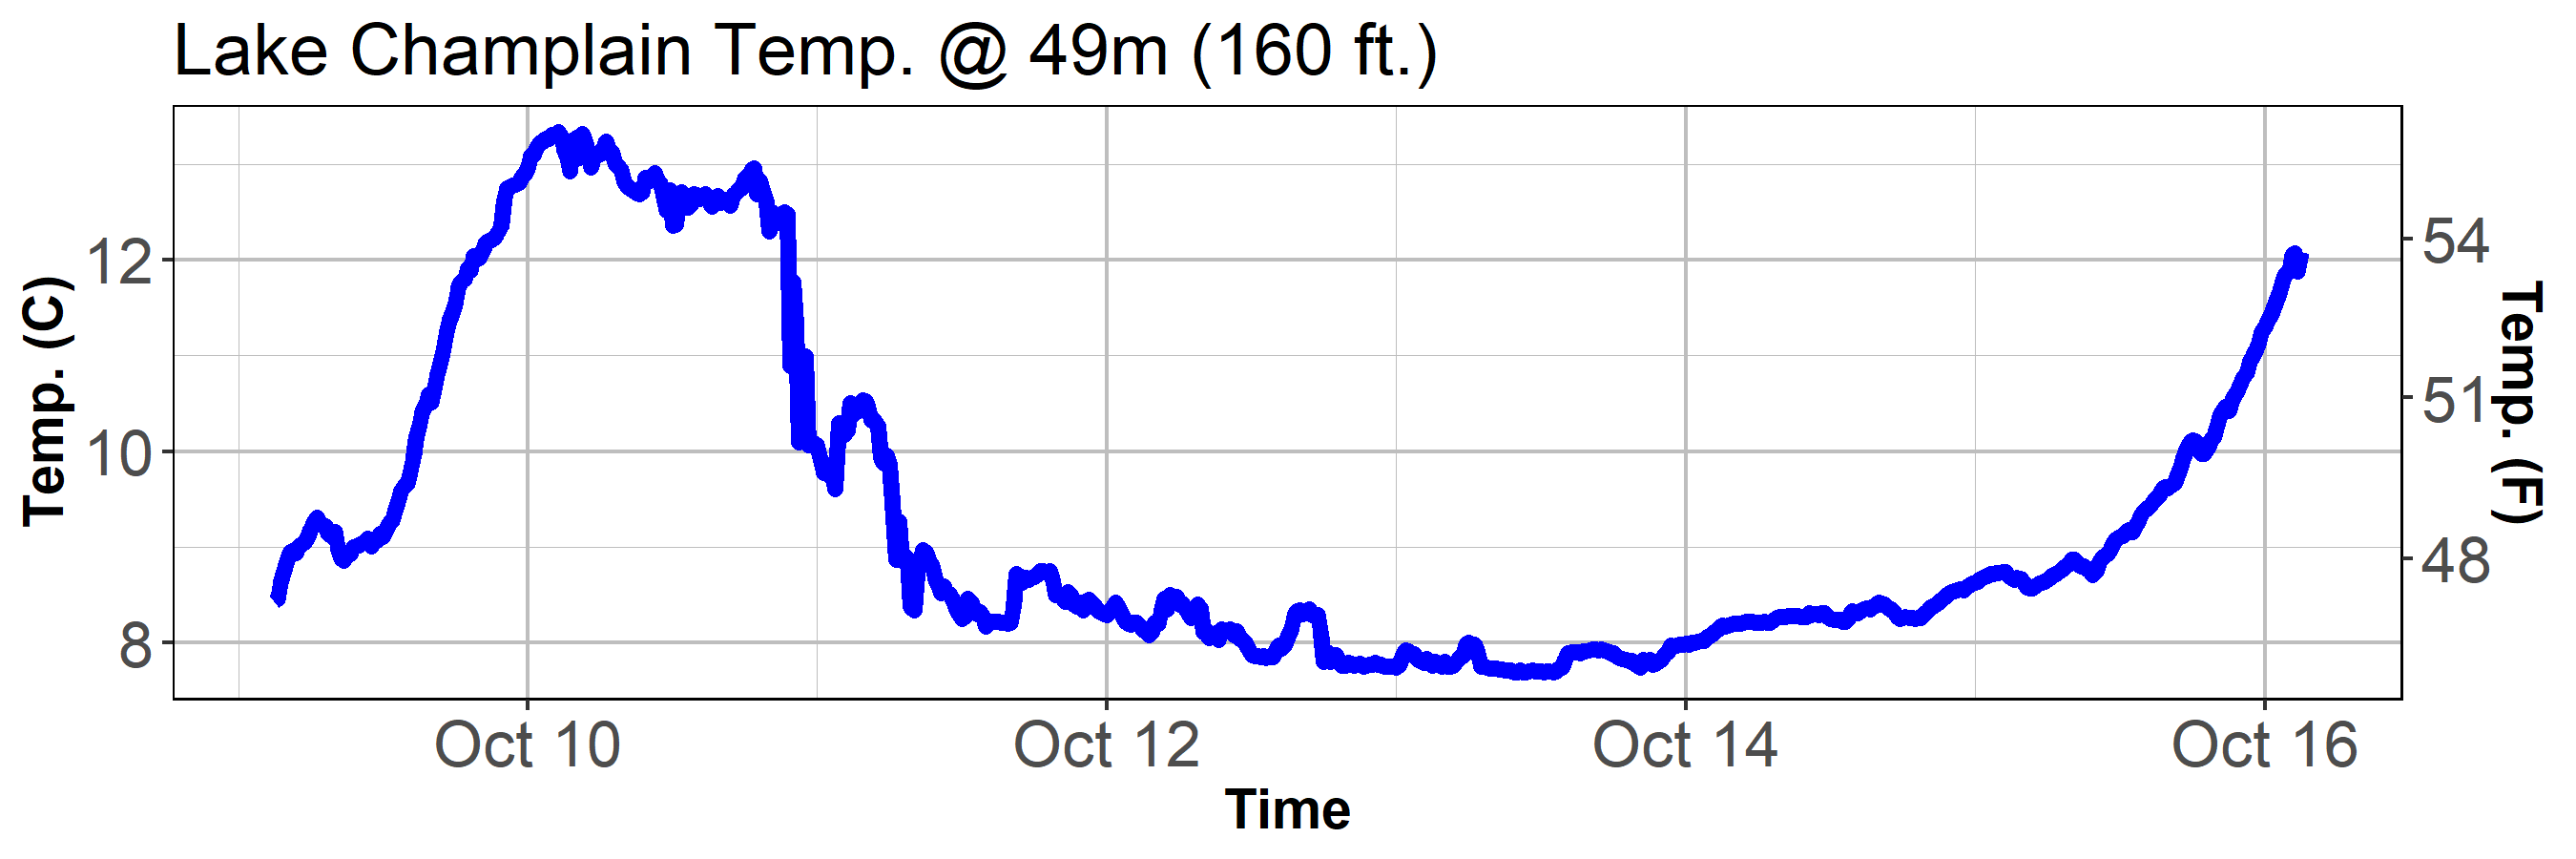 Lake Champlain Temp. @ 49m (160 ft.)
Temp. (C)
12
10
8
54
51
48
Temp. (F)
Oct 10
Oct 12
Oct 14
Oct 16
Time